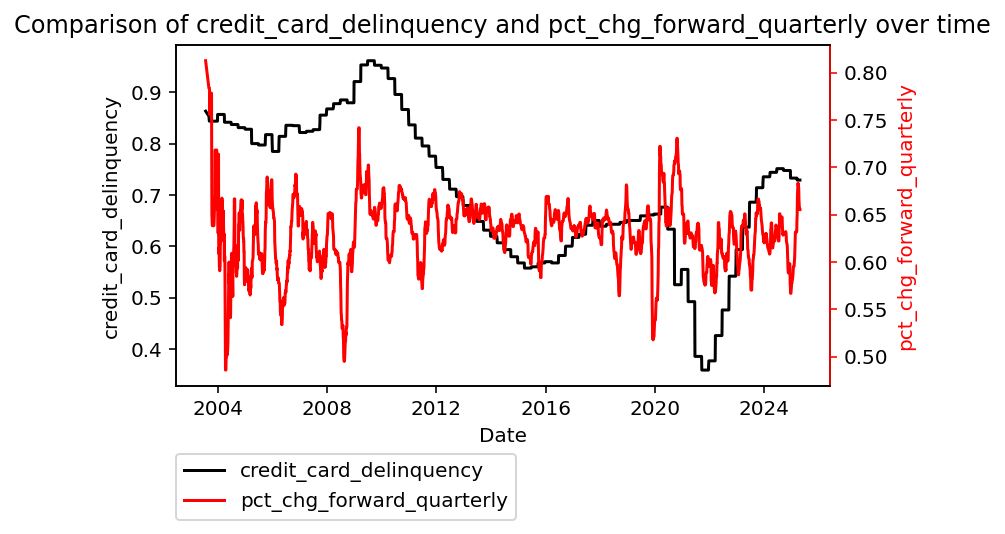 Comparison of credit_card_delinquency and pct_chg_forward_quarterly over time
credit_card_delinquency
0.9
0.8
0.7
0.6
0.5
0.4
0.80
0.75
0.70
0.65
0.60
0.55
0.50
pct_chg_forward_quarterly
2004 2008 2012 2016 2020 2024
Date
credit_card_delinquency
pct_chg_forward_quarterly